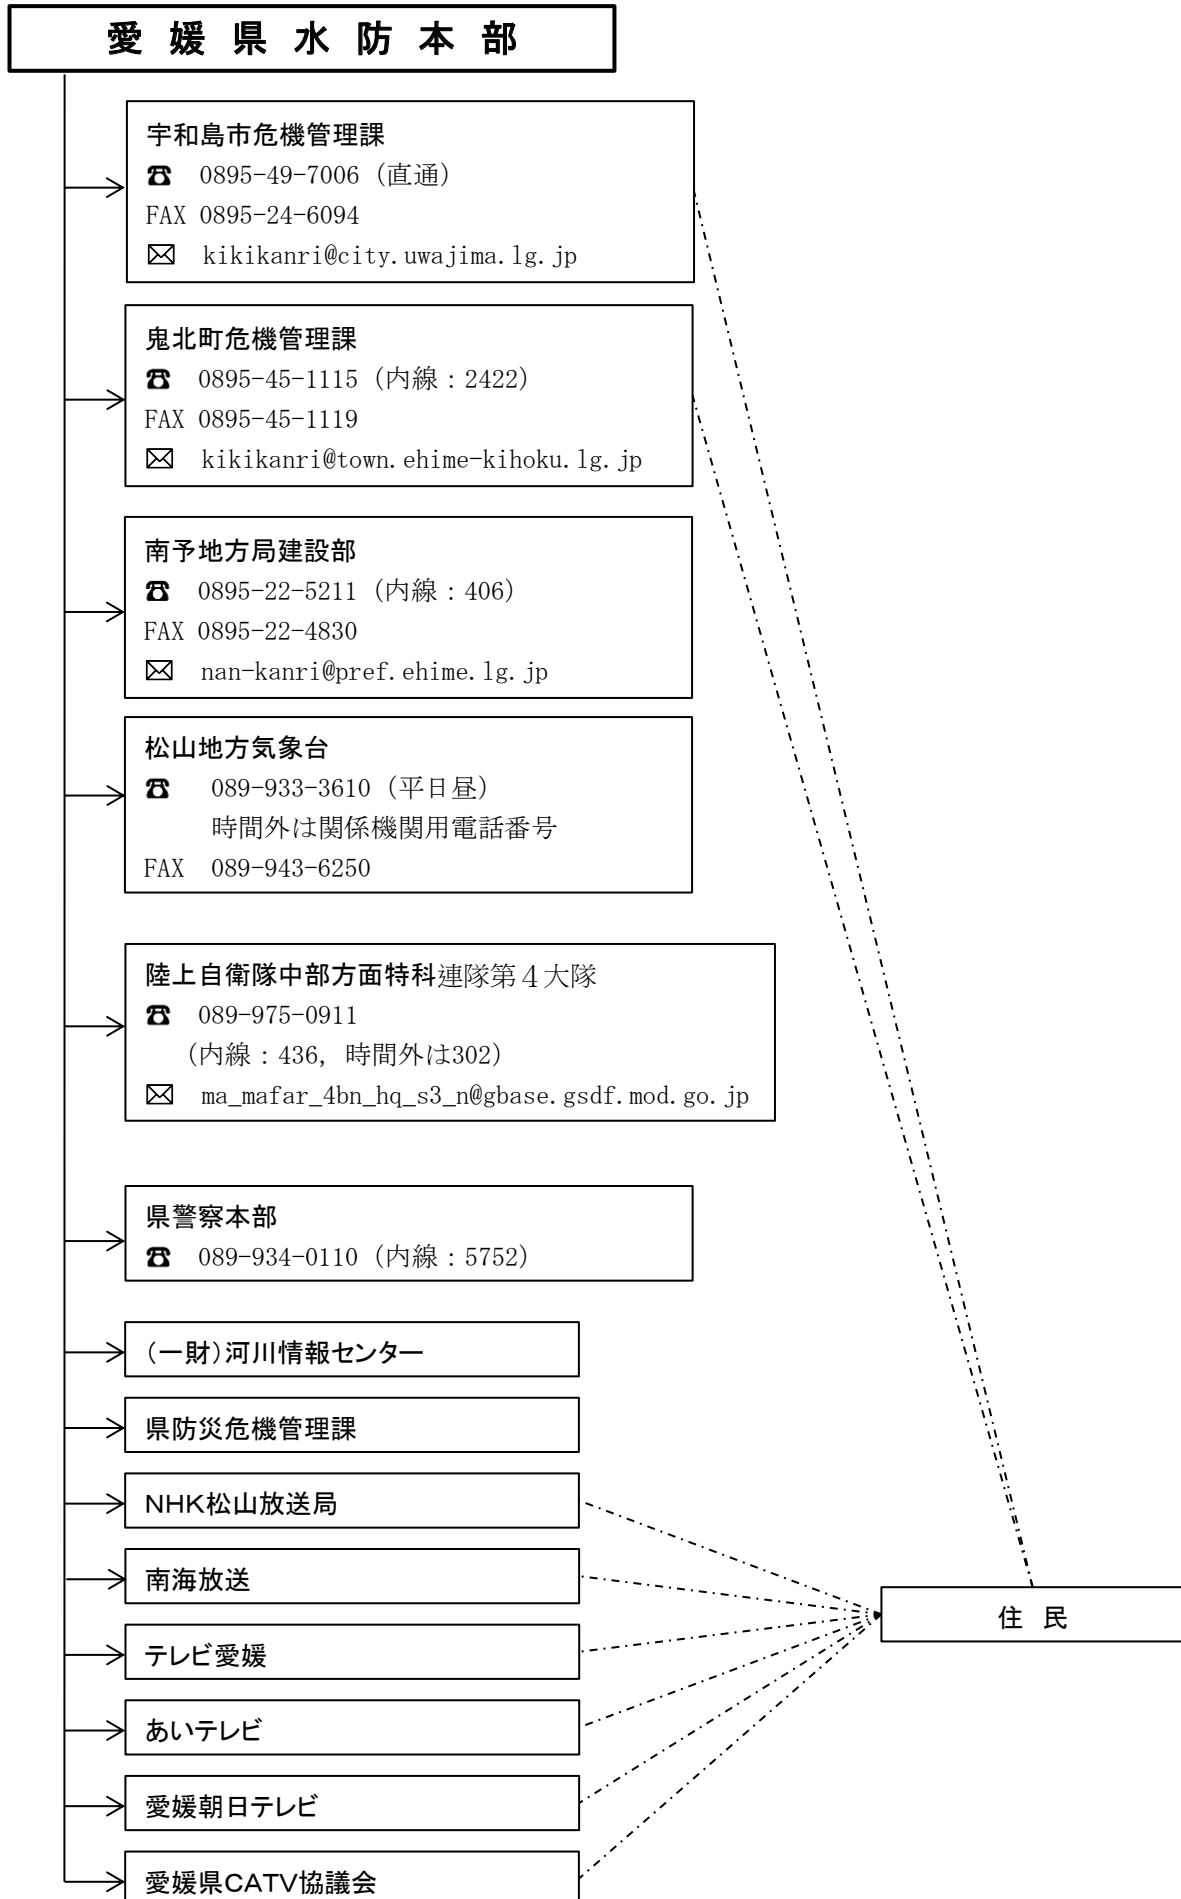 愛媛県水防本部
宇和島市危機管理課
☎ 0895-49-7006（直通）
FAX 0895-24-6094
✉ kikikanri@city.uwajima.lg.jp
鬼北町危機管理課
☎ 0895-45-1115（内線：2422）
FAX 0895-45-1119
✉ kikikanri@town.ehime-kihoku.lg.jp
南予地方局建設部
☎ 0895-22-5211（内線：406）
FAX 0895-22-4830
✉ nan-kanri@pref.ehime.lg.jp
松山地方気象台
☎ 089-933-3610（平日昼）
時間外は関係機関用電話番号
FAX 089-943-6250
陸上自衛隊中部方面特科連隊第４大隊
☎ 089-975-0911
（内線：436，時間外は302）
✉ ma_mafar_4bn_hq_s3_n@gbase.gsdf.mod.go.jp
県警察本部
☎ 089-934-0110（内線：5752）
（一財）河川情報センター
県防災危機管理課
NHK松山放送局
南海放送
住民
テレビ愛媛
あいテレビ
愛媛朝日テレビ
愛媛県CATV協議会